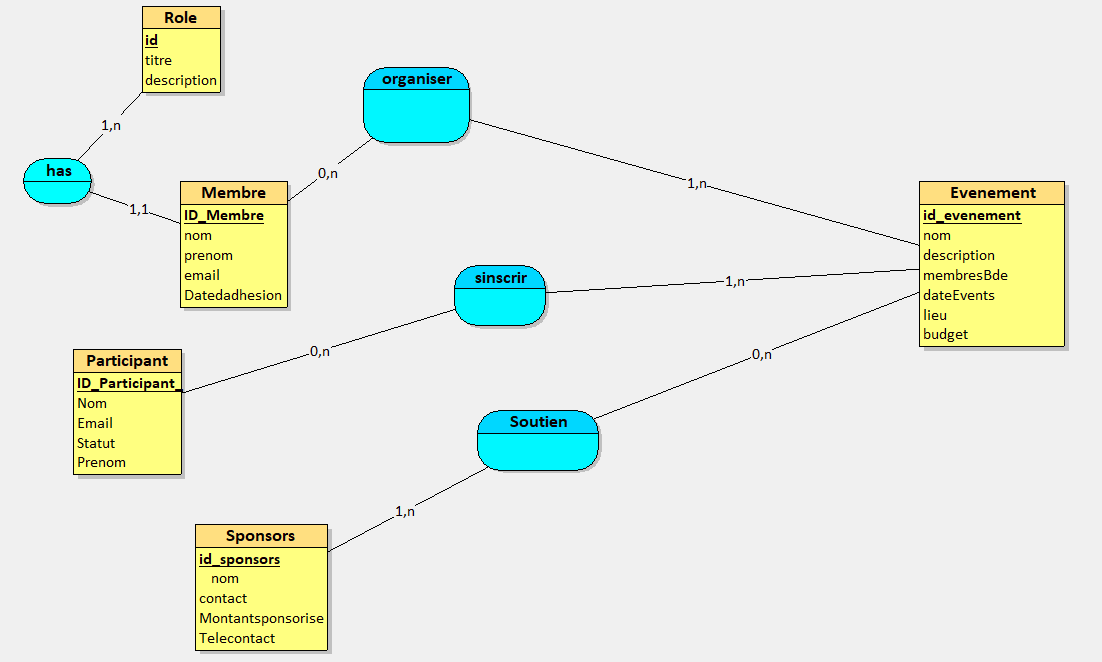 Role
id
titre
description
1,n
has
1,1
organiser
0,n
1,n
Membre
ID_Membre
nom
prenom
email
Datedadhesion
Evenement
id_evenement
nom
description
membresBde
dateEvents
lieu
budget
sinscrir
1,n
0,n
Participant
ID_Participant_
Nom
Email
Statut
Prenom
0,n
Soutien
1,n
Sponsors
id_sponsors
nom
contact
Montantsponsorise
Telecontact